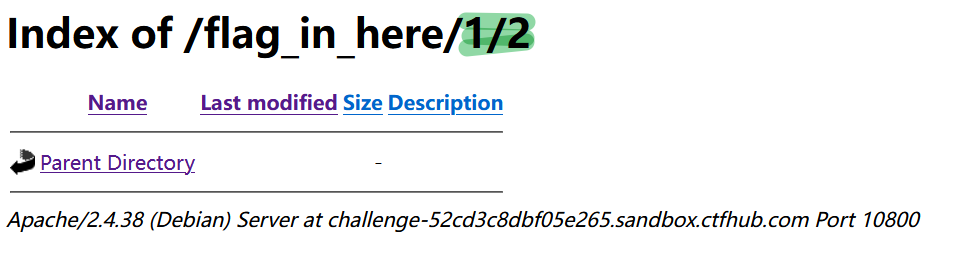 Index of /flag_in_here/1/2
Name Last modified Size Description
Parent Directory -
Apache/2.4.38 (Debian) Server at challenge-52cd3c8dbf05e265.sandbox.ctfhub.com Port 10800